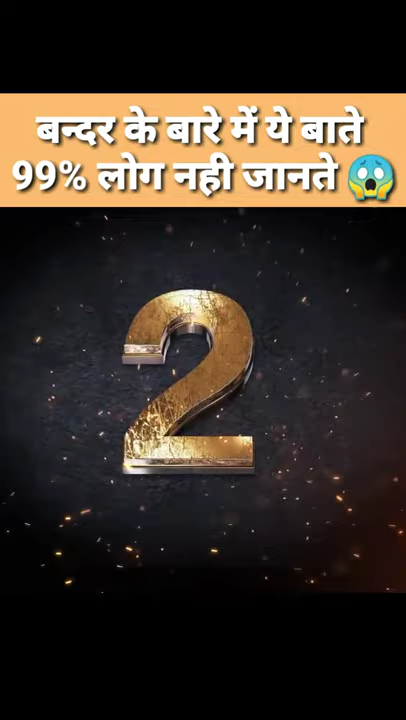 बन्दर के बारे में ये बाते
99% लोग नही जानते 😱
2